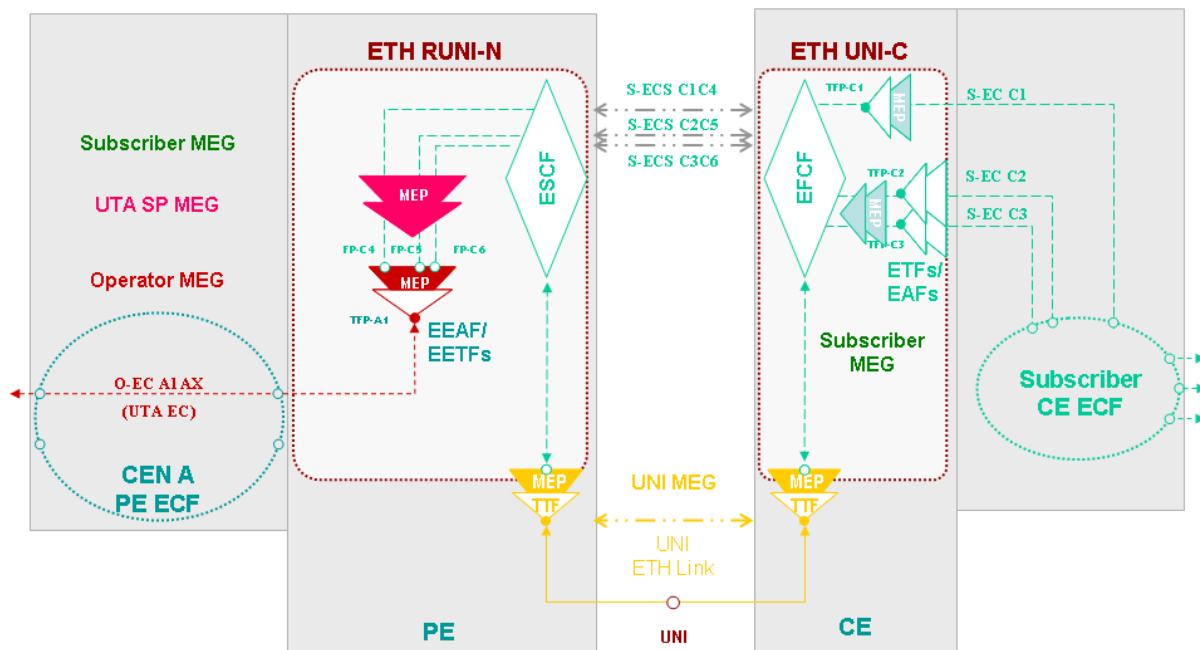 ETH RUNI-N
ETH UNI-C
Subscriber MEG
UTA SP MEG
Operator MEG
O-EC A1AX
(UTA EC)
CEN A
PE ECF
MEP
FP-C4
FP-C5
FP-C6
MEP
TFP-A1
EEAF/
EETFs
ESCF
MEP
TTF
PE
S-ECS C1C4
S-ECS C2C5
S-ECS C3C6
UNI MEG
UNI
ETH Link
UNI
EFCF
TFP-C1
MEP
TFP-C2
MEP
TFP-C3
ETFs/
EAFs
Subscriber
MEG
MEP
TTF
CE
S-EC C1
S-EC C2
S-EC C3
Subscriber
CE ECF